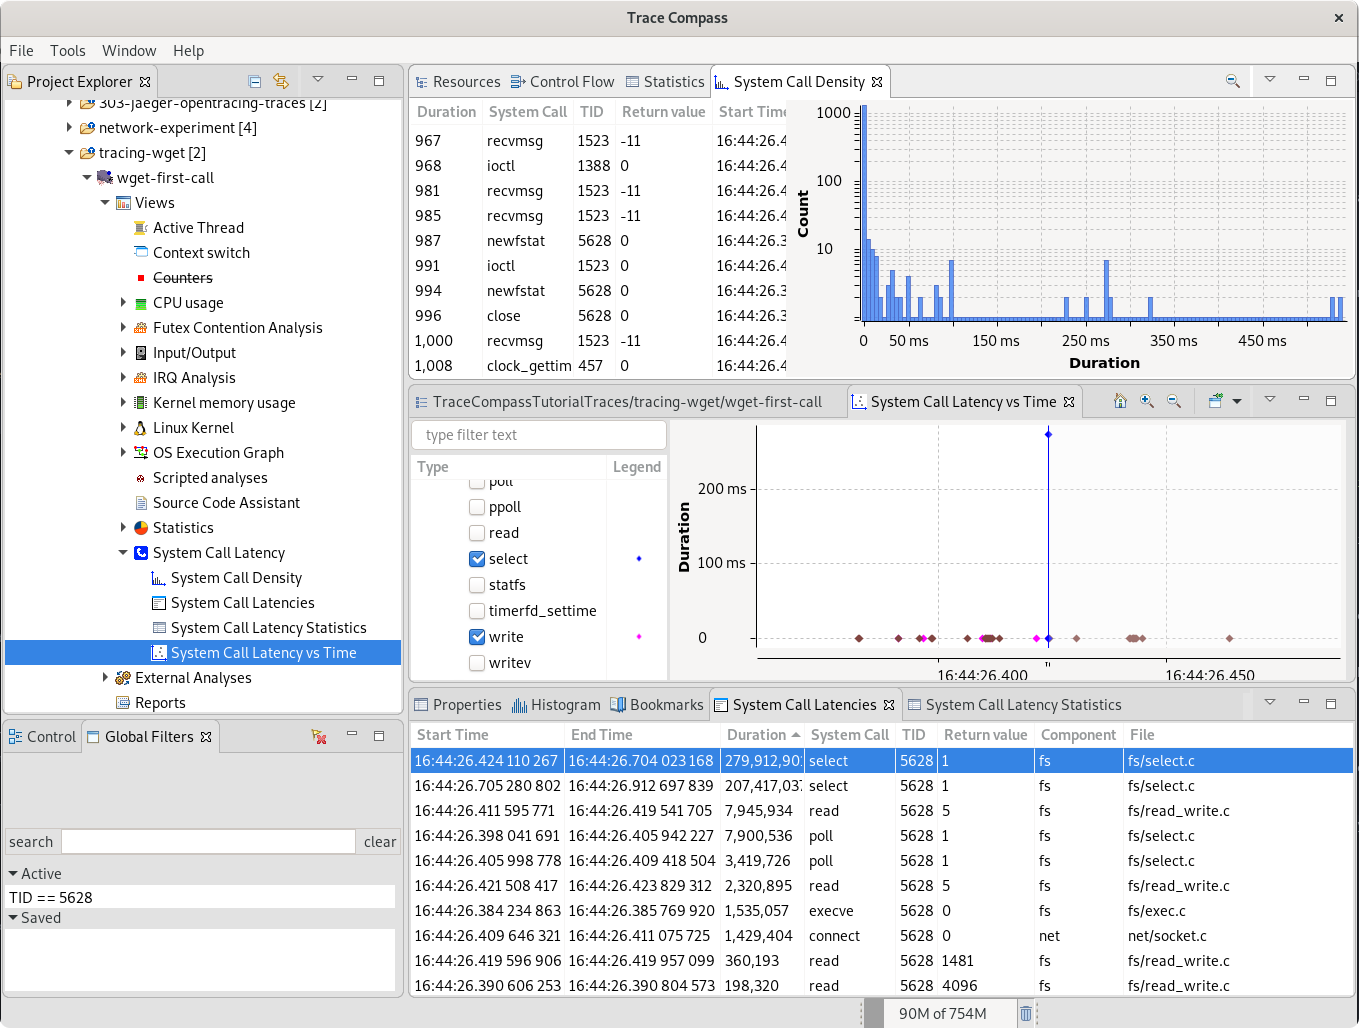 Trace Compass
File Tools Window Help
Project Explorer
303-jaeger-opentracing-traces [2]
network-experiment [4]
tracing-wget [2]
wget-first-call
Views
Active Thread
Context switch
Counters
CPU usage
Futex Contention Analysis
Input/Output
IRQ Analysis
Kernel memory usage
Linux Kernel
OS Execution Graph
Scripted analyses
Source Code Assistant
Statistics
System Call Latency
System Call Density
System Call Latencies
System Call Latency Statistics
System Call Latency vs Time
External Analyses
Reports
Control Global Filters
search clear
Active
TID == 5628
Saved
Resources Control Flow Statistics System Call Density
Duration System Call TID Return value Start Time
967 recvmsg 1523 -11 16:44:26.4
968 ioctl 1388 0 16:44:26.4
981 recvmsg 1523 -11 16:44:26.4
985 recvmsg 1523 -11 16:44:26.4
987 newfstat 5628 0 16:44:26.3
991 ioctl 1523 0 16:44:26.4
994 newfstat 5628 0 16:44:26.3
996 close 5628 0 16:44:26.3
1,000 recvmsg 1523 -11 16:44:26.4
1,008 clock_gettim 457 0 16:44:26.4
1000
100
10
Count
0 50 ms 150 ms 250 ms 350 ms 450 ms
Duration
TraceCompassTutorialTraces/tracing-wget/wget-first-call System Call Latency vs Time
type filter text
Type Legend
poll
ppoll
read
select
statfs
timerfd_settime
write
writev
200 ms
100 ms
0
Duration
16:44:26.400 16:44:26.450
Properties Histogram Bookmarks System Call Latencies System Call Latency Statistics
Start Time End Time Duration System Call TID Return value Component File
16:44:26.424 110 267 16:44:26.704 023 168 279,912,901 select 5628 1 fs fs/select.c
16:44:26.705 280 802 16:44:26.912 697 839 207,417,037 select 5628 1 fs fs/select.c
16:44:26.411 595 771 16:44:26.419 541 705 7,945,934 read 5628 5 fs fs/read_write.c
16:44:26.398 041 691 16:44:26.405 942 227 7,900,536 poll 5628 1 fs fs/select.c
16:44:26.405 998 778 16:44:26.409 418 504 3,419,726 poll 5628 1 fs fs/select.c
16:44:26.421 508 417 16:44:26.423 829 312 2,320,895 read 5628 5 fs fs/read_write.c
16:44:26.384 234 863 16:44:26.385 769 920 1,535,057 execve 5628 0 fs fs/exec.c
16:44:26.409 646 321 16:44:26.411 075 725 1,429,404 connect 5628 0 net net/socket.c
16:44:26.419 596 906 16:44:26.419 957 099 360,193 read 5628 1481 fs fs/read_write.c
16:44:26.390 606 253 16:44:26.390 804 573 198,320 read 5628 4096 fs fs/read_write.c
90M of 754M